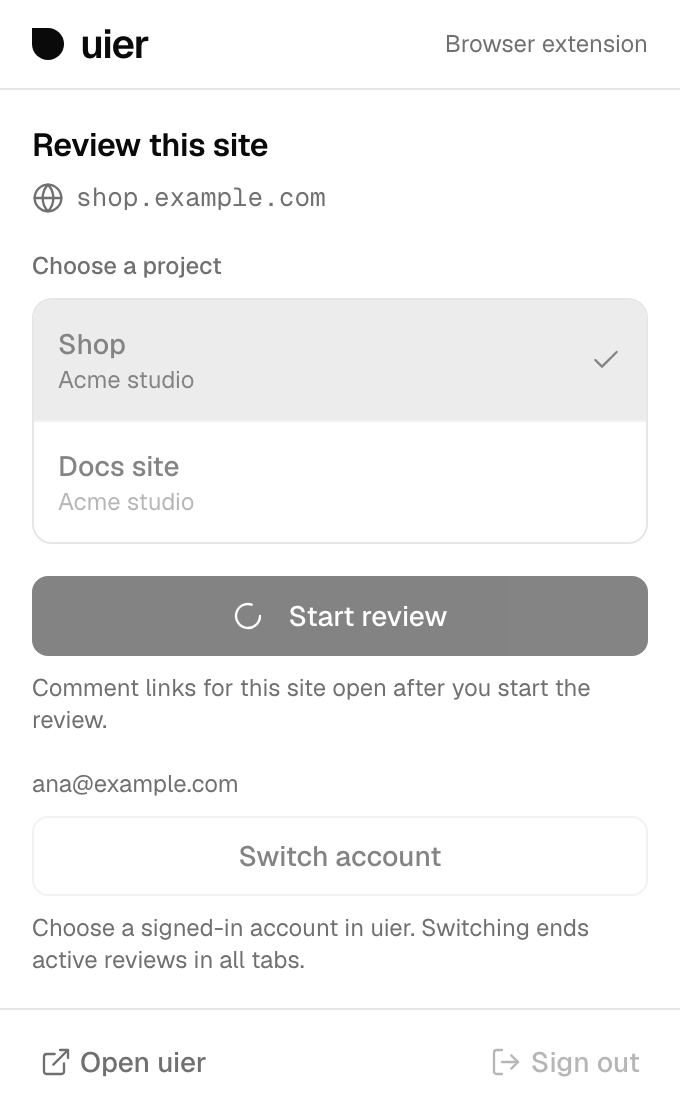 uier
Browser extension
Review this site
shop.example.com
Choose a project
Shop
Acme studio
Docs site
Acme studio
Start review
Comment links for this site open after you start the
review.
ana@example.com
Switch account
Choose a signed-in account in uier. Switching ends
active reviews in all tabs.
Open uier
Sign out